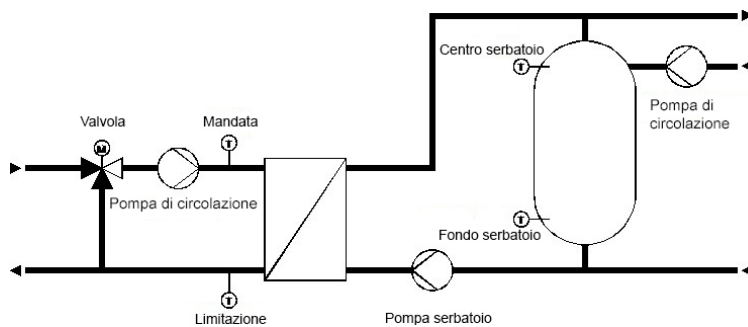 Centro serbatoio
T
Pompa di
circolazione
Valvola
M
Mandata
T
Pompa di circolazione
T
Fondo serbatoio
T
Limitazione
Pompa serbatoio